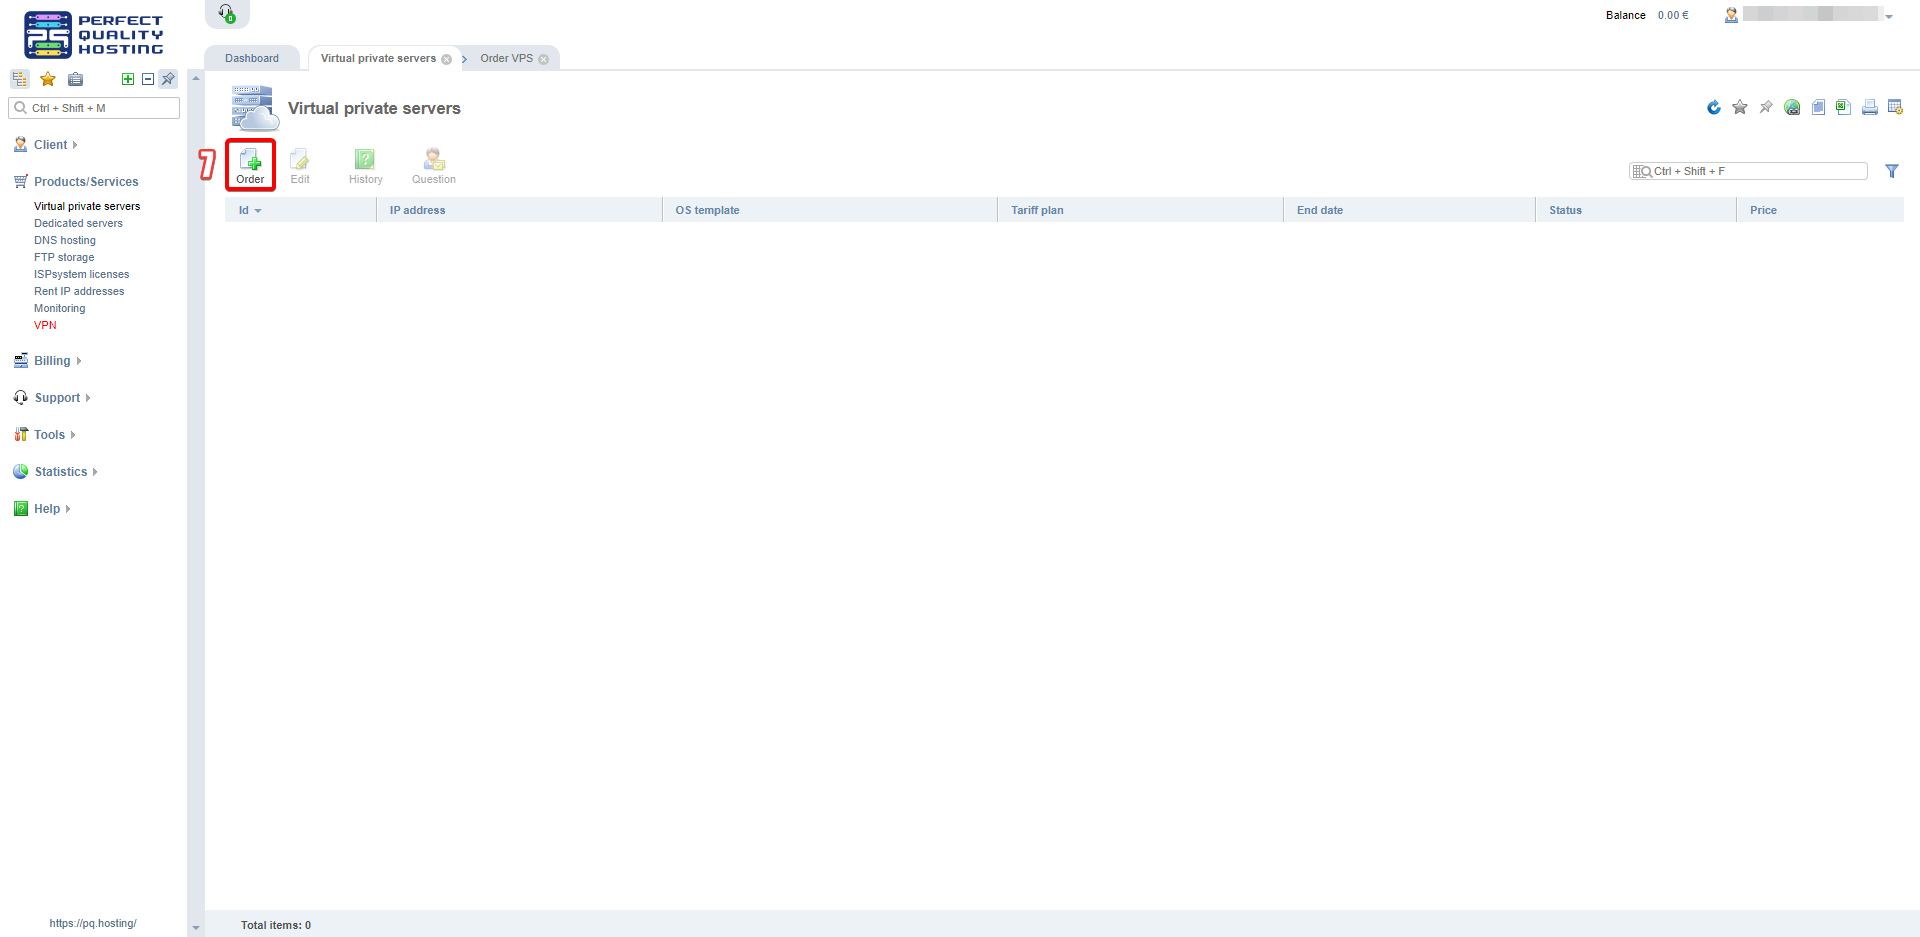 PERFECT
QUALITY
HOSTING
0
Balance 0.00 €
Dashboard
Virtual private servers
Order VPS
Ctrl + Shift + M
Virtual private servers
Client
Products/Services
Virtual private servers
Dedicated servers
DNS hosting
FTP storage
ISPsystem licenses
Rent IP addresses
Monitoring
VPN
Billing
Support
Tools
Statistics
Help
https://pq.hosting/
7
Order
Edit
History
Question
Ctrl + Shift + F
Id
IP address
OS template
Tariff plan
End date
Status
Price
Total items: 0